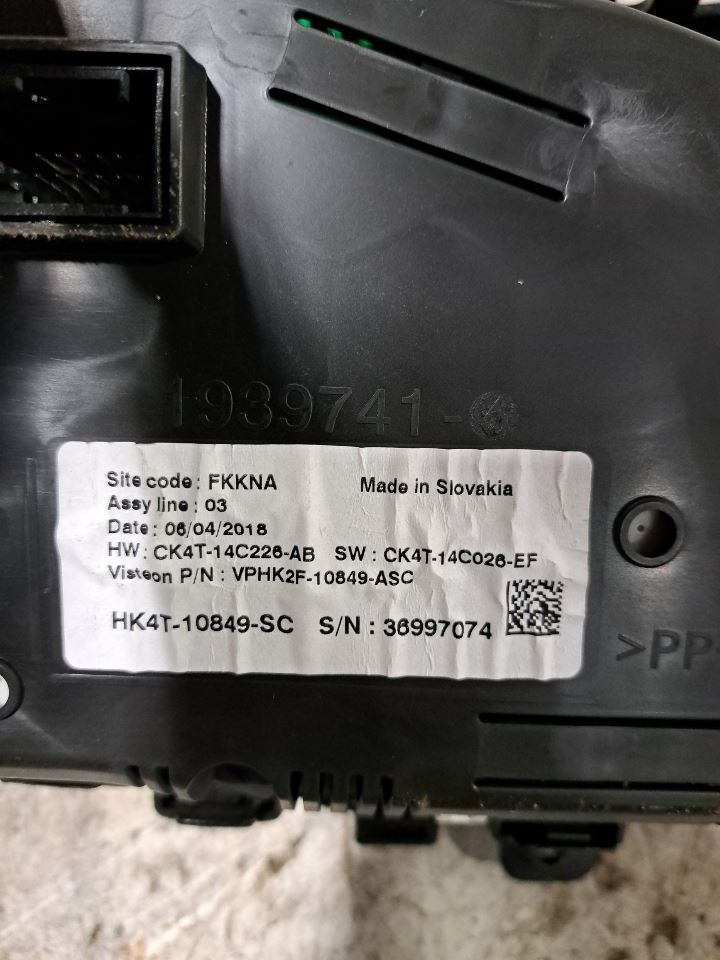 1939741-
Site code : FKKNA Made in Slovakia
Assy line : 03
Date : 06/04/2018
HW : CK4T-14C226-AB SW : CK4T-14C026-EF
Visteon P/N : VPHK2F-10849-ASC
HK4T-10849-SC S/N : 36997074
>PP